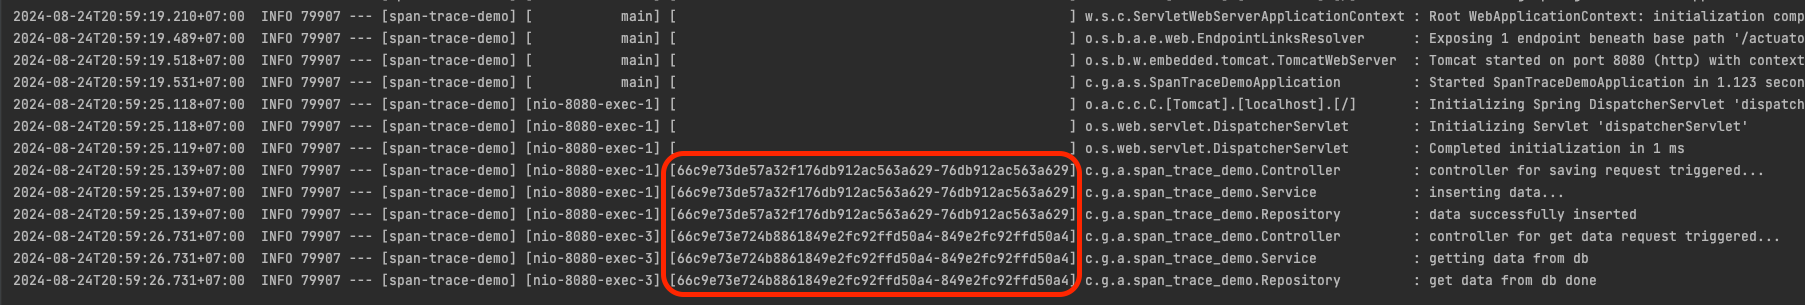 2024-08-24T20:59:19.210+07:00  INFO 79907 --- [span-trace-demo] [           main] [                                                 ] w.s.c.ServletWebServerApplicationContext : Root WebApplicationContext: initialization comp
2024-08-24T20:59:19.489+07:00  INFO 79907 --- [span-trace-demo] [           main] [                                                 ] o.s.b.a.e.web.EndpointLinksResolver      : Exposing 1 endpoint beneath base path '/actuato
2024-08-24T20:59:19.518+07:00  INFO 79907 --- [span-trace-demo] [           main] [                                                 ] o.s.b.w.embedded.tomcat.TomcatWebServer  : Tomcat started on port 8080 (http) with context
2024-08-24T20:59:19.531+07:00  INFO 79907 --- [span-trace-demo] [           main] [                                                 ] c.g.a.s.SpanTraceDemoApplication         : Started SpanTraceDemoApplication in 1.123 secon
2024-08-24T20:59:25.118+07:00  INFO 79907 --- [span-trace-demo] [nio-8080-exec-1] [                                                 ] o.a.c.c.C.[Tomcat].[localhost].[/]       : Initializing Spring DispatcherServlet 'dispatch
2024-08-24T20:59:25.118+07:00  INFO 79907 --- [span-trace-demo] [nio-8080-exec-1] [                                                 ] o.s.web.servlet.DispatcherServlet        : Initializing Servlet 'dispatcherServlet'
2024-08-24T20:59:25.119+07:00  INFO 79907 --- [span-trace-demo] [nio-8080-exec-1] [                                                 ] o.s.web.servlet.DispatcherServlet        : Completed initialization in 1 ms
2024-08-24T20:59:25.139+07:00  INFO 79907 --- [span-trace-demo] [nio-8080-exec-1] [66c9e73de57a32f176db912ac563a629-76db912ac563a629] c.g.a.span_trace_demo.Controller         : controller for saving request triggered...
2024-08-24T20:59:25.139+07:00  INFO 79907 --- [span-trace-demo] [nio-8080-exec-1] [66c9e73de57a32f176db912ac563a629-76db912ac563a629] c.g.a.span_trace_demo.Service            : inserting data...
2024-08-24T20:59:25.139+07:00  INFO 79907 --- [span-trace-demo] [nio-8080-exec-1] [66c9e73de57a32f176db912ac563a629-76db912ac563a629] c.g.a.span_trace_demo.Repository         : data successfully inserted
2024-08-24T20:59:26.731+07:00  INFO 79907 --- [span-trace-demo] [nio-8080-exec-3] [66c9e73e724b8861849e2fc92ffd50a4-849e2fc92ffd50a4] c.g.a.span_trace_demo.Controller         : controller for get data request triggered...
2024-08-24T20:59:26.731+07:00  INFO 79907 --- [span-trace-demo] [nio-8080-exec-3] [66c9e73e724b8861849e2fc92ffd50a4-849e2fc92ffd50a4] c.g.a.span_trace_demo.Service            : getting data from db
2024-08-24T20:59:26.731+07:00  INFO 79907 --- [span-trace-demo] [nio-8080-exec-3] [66c9e73e724b8861849e2fc92ffd50a4-849e2fc92ffd50a4] c.g.a.span_trace_demo.Repository         : get data from db done